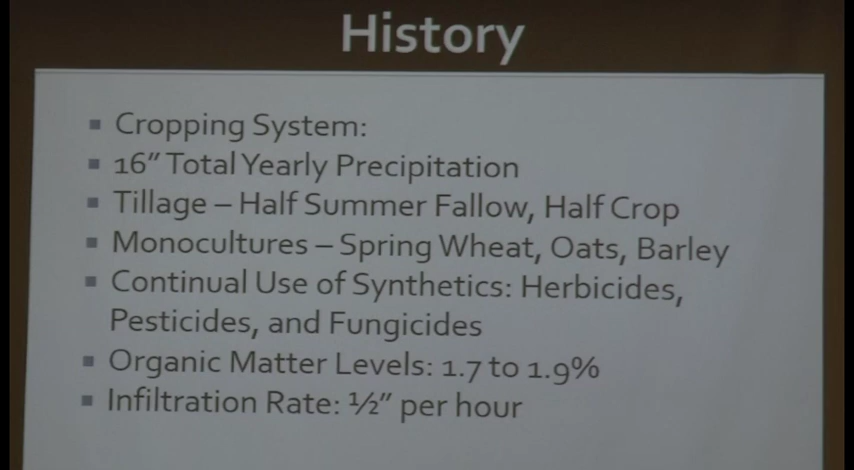 History
▪ Cropping System:
▪ 16" Total Yearly Precipitation
▪ Tillage – Half Summer Fallow, Half Crop
▪ Monocultures – Spring Wheat, Oats, Barley
▪ Continual Use of Synthetics: Herbicides,
Pesticides, and Fungicides
▪ Organic Matter Levels: 1.7 to 1.9%
▪ Infiltration Rate: ½" per hour